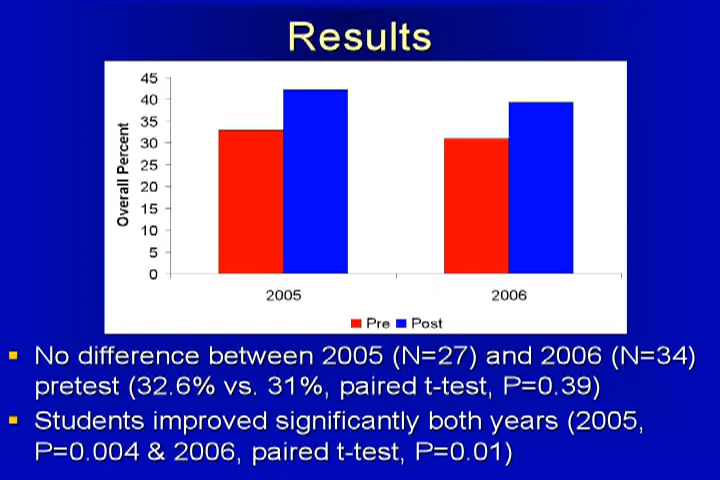 Results
45
40
35
30
25
20
15
10
5
0
Overall Percent
2005
2006
Pre
Post
No difference between 2005 (N=27) and 2006 (N=34)
pretest (32.6% vs. 31%, paired t-test, P=0.39)
Students improved significantly both years (2005,
P=0.004 & 2006, paired t-test, P=0.01)